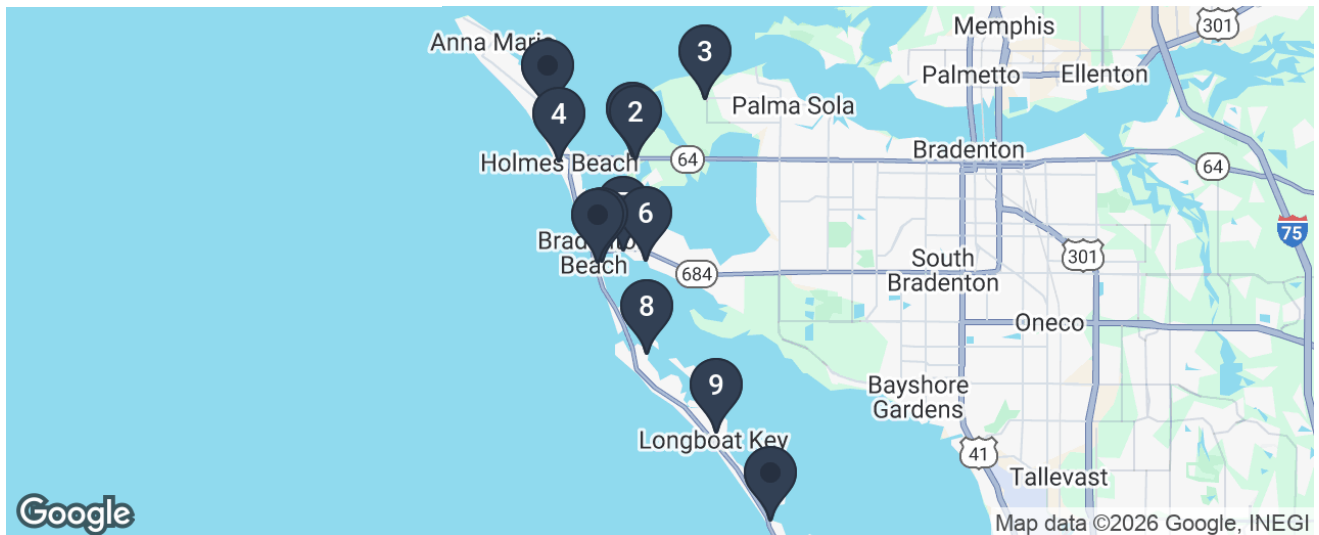 Memphis
301
Anna Maria
3
Palmetto
Ellenton
Palma Sola
4
2
Bradenton
Holmes Beach
64
64
6
75
Bradento
Beach
301
South
Bradenton
684
8
Oneco
9
Bayshore
Gardens
Longboat Key
41
Tallevast
Google
Map data ©2026 Google, INEGI